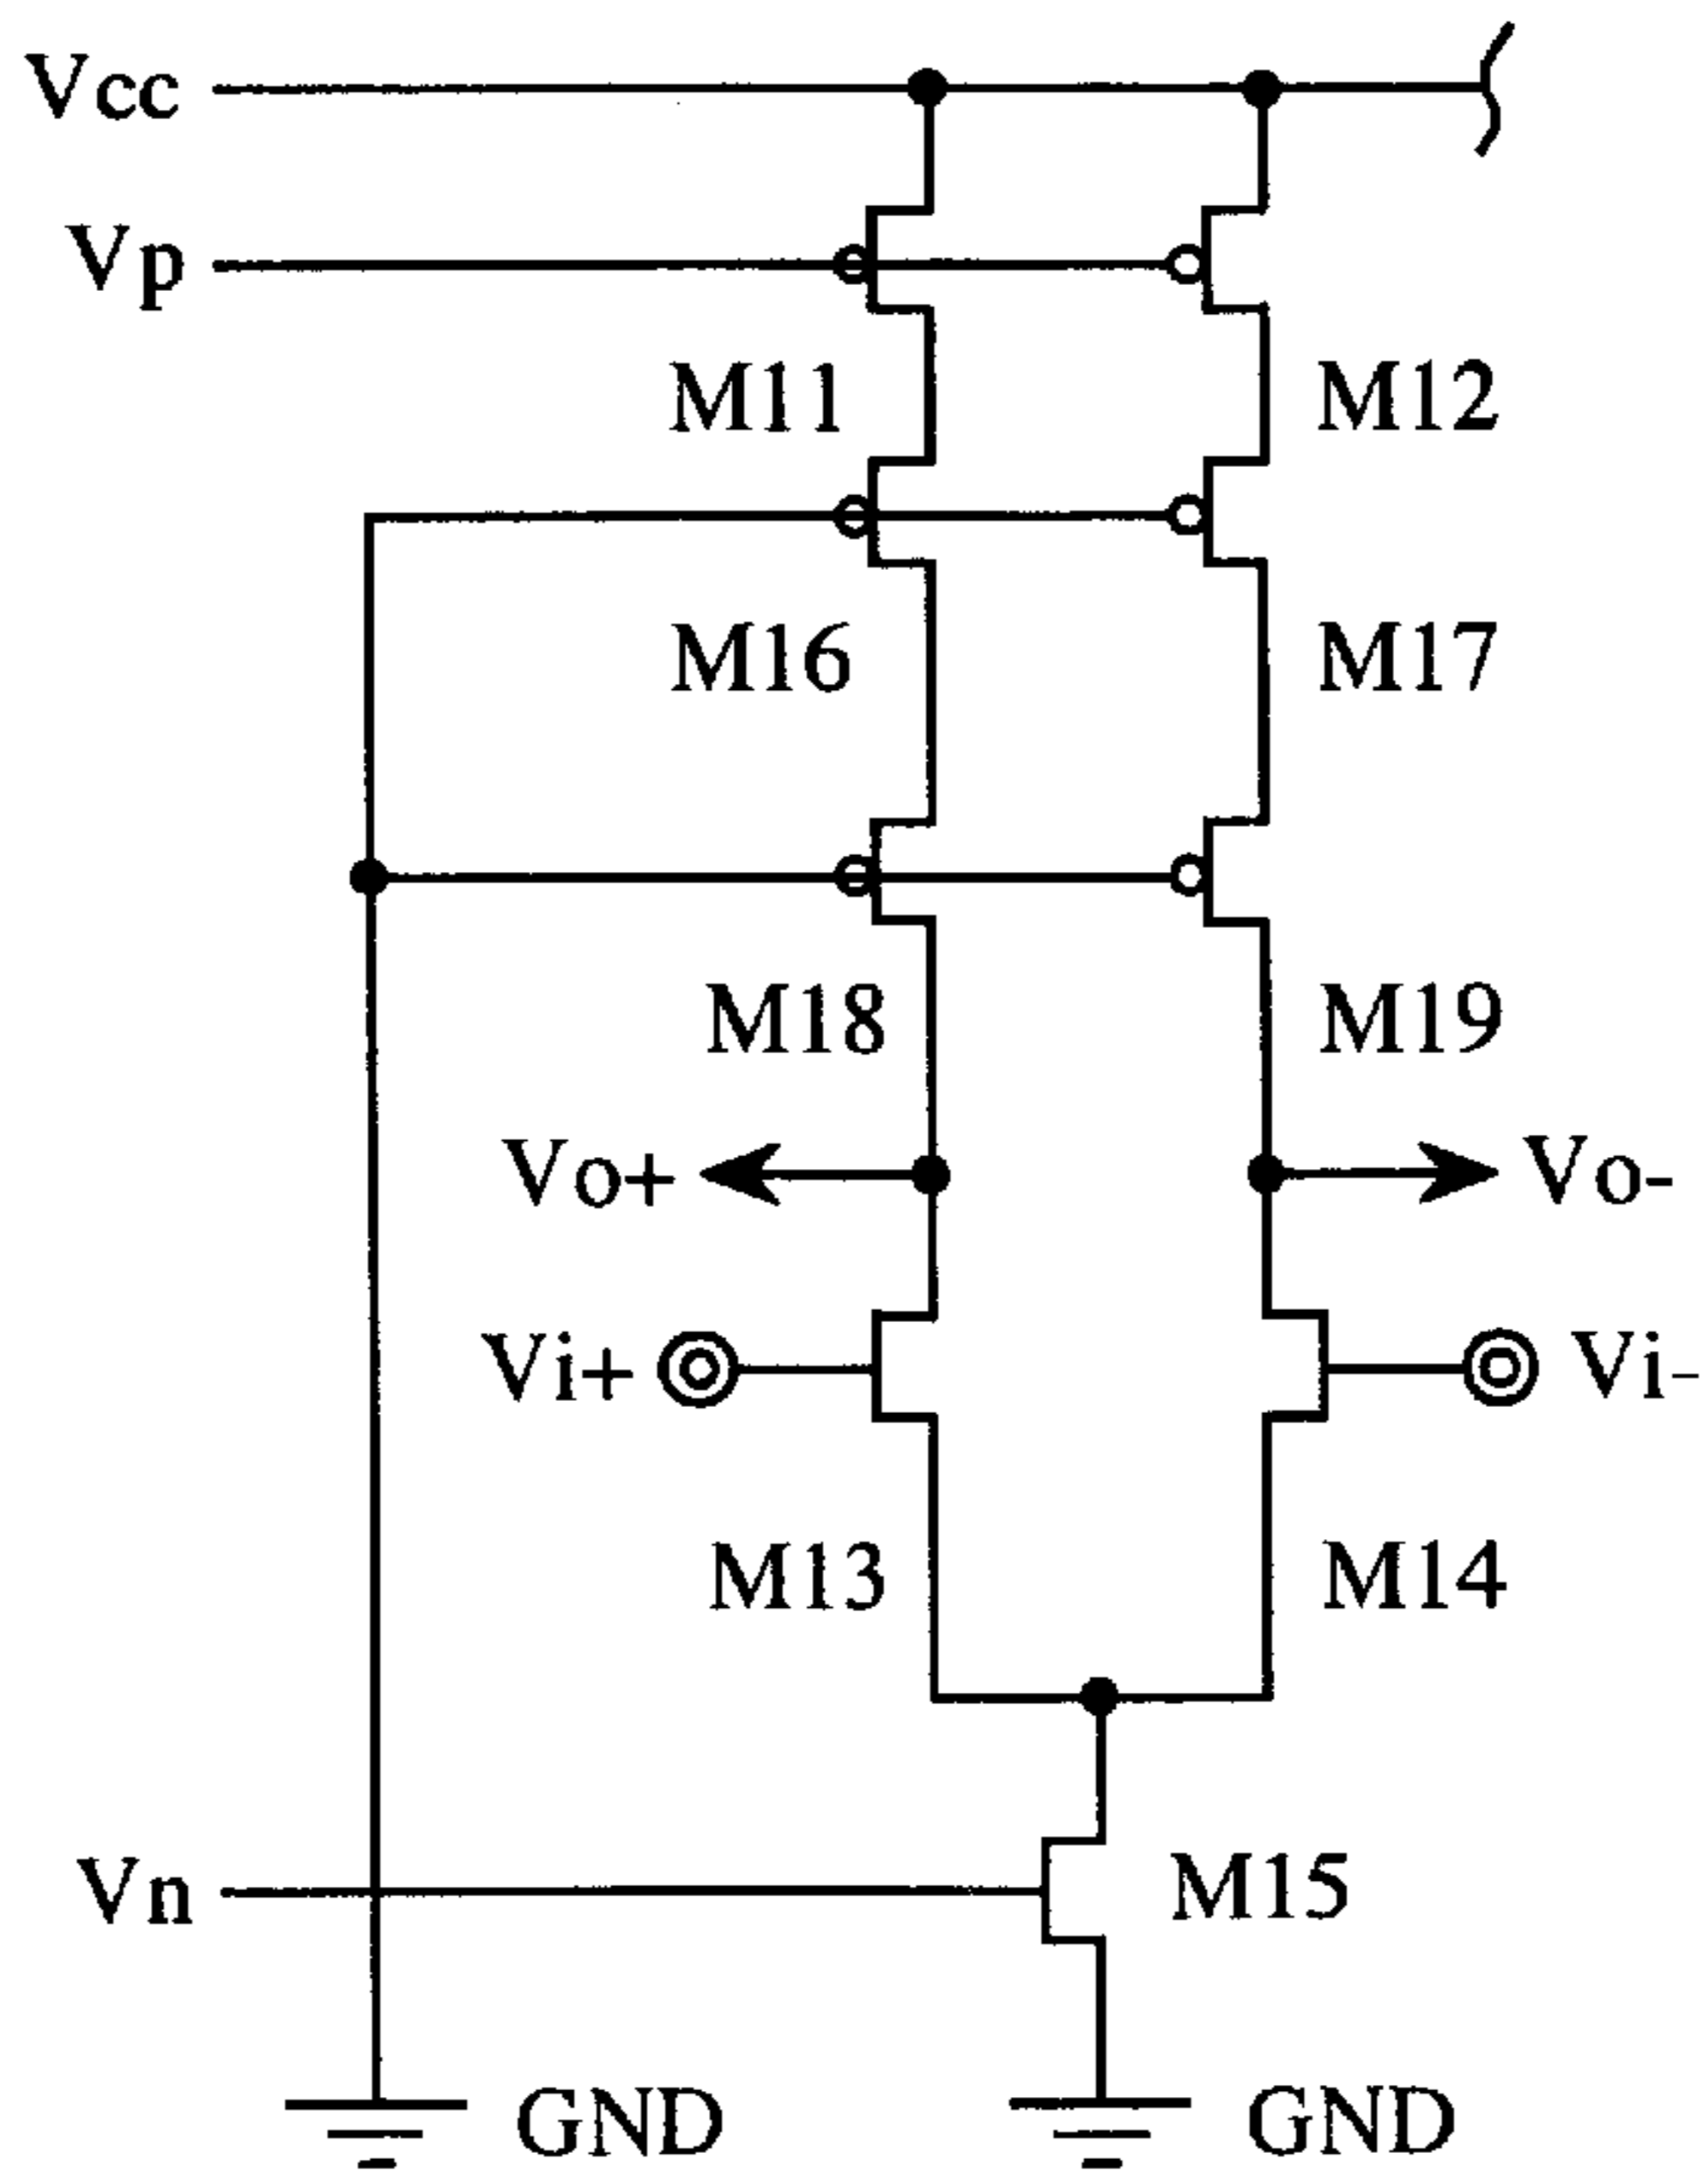 Vcc
Vp
M11 M12
M16 M17
M18 M19
Vo+ Vo-
Vi+ Vi-
M13 M14
Vn M15
GND GND